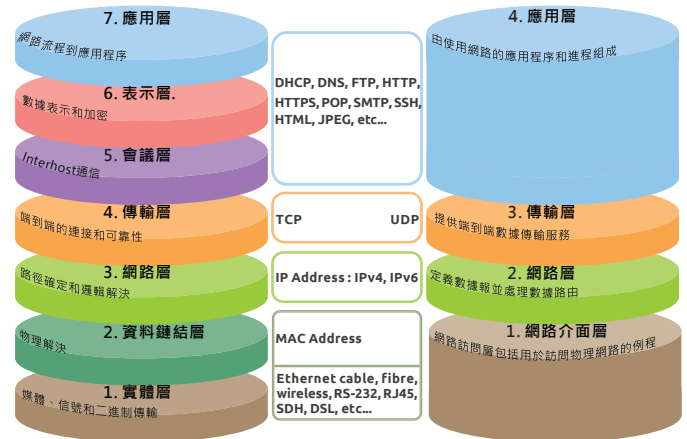 7. 應用層
網路流程到應用程序
6. 表示層.
數據表示和加密
5. 會議層
Interhost通信
4. 傳輸層
端到端的連接和可靠性
3. 網路層
路徑確定和邏輯解決
2. 資料鏈結層
物理解決
1. 實體層
媒體、信號和二進制傳輸
DHCP, DNS, FTP, HTTP,
HTTPS, POP, SMTP, SSH,
HTML, JPEG, etc...
TCP UDP
IP Address : IPv4, IPv6
MAC Address
Ethernet cable, fibre,
wireless, RS-232, RJ45,
SDH, DSL, etc...
4. 應用層
由使用網路的應用程序和進程組成
3. 傳輸層
提供端到端數據傳輸服務
2. 網路層
定義數據報並處理數據路由
1. 網路介面層
網路訪問層包括用於訪問物理網路的例程